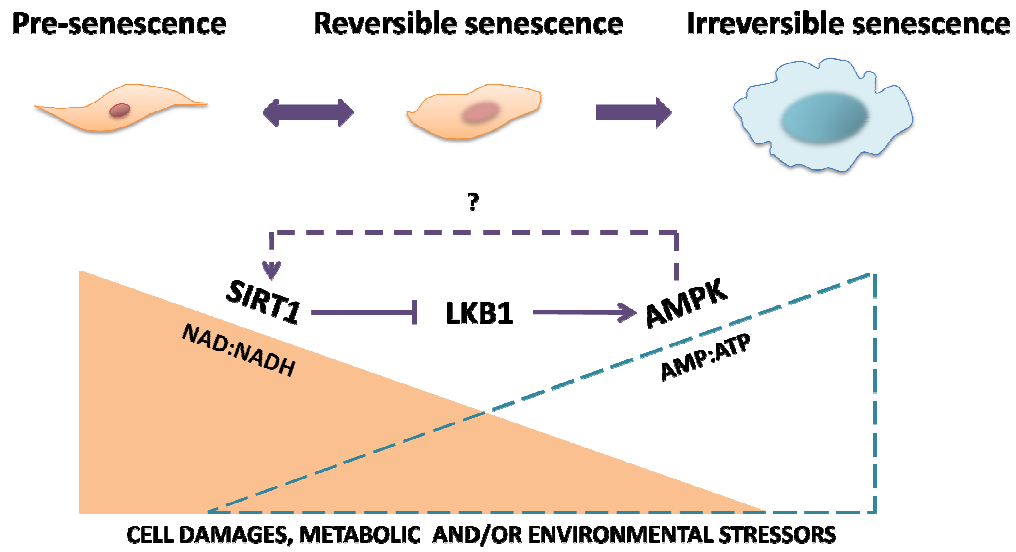 Pre-senescence
Reversible senescence
Irreversible senescence
?
SIRT1
LKB1
AMPK
NAD:NADH
AMP:ATP
CELL DAMAGES, METABOLIC AND/OR ENVIRONMENTAL STRESSORS